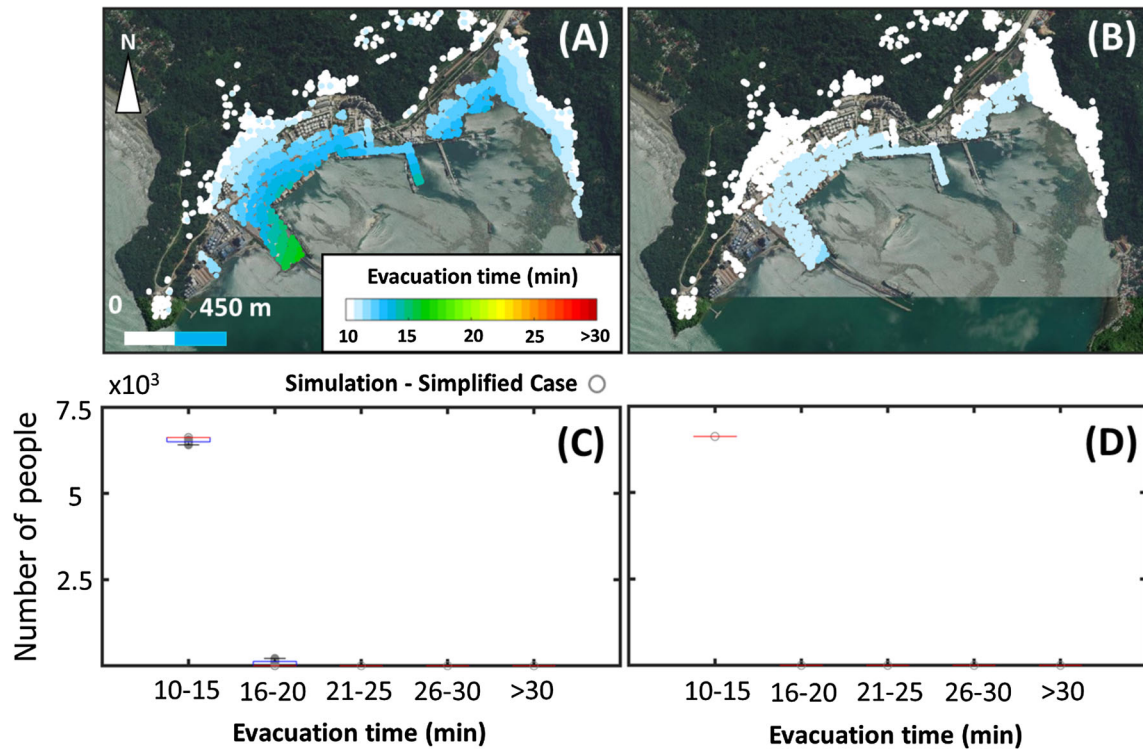 N
(A)
(B)
0 450 m
Evacuation time (min)
10 15 20 25 >30
x10³
Simulation - Simplified Case
Number of people
7.5
5
2.5
(C)
(D)
10-15 16-20 21-25 26-30 >30
10-15 16-20 21-25 26-30 >30
Evacuation time (min)
Evacuation time (min)